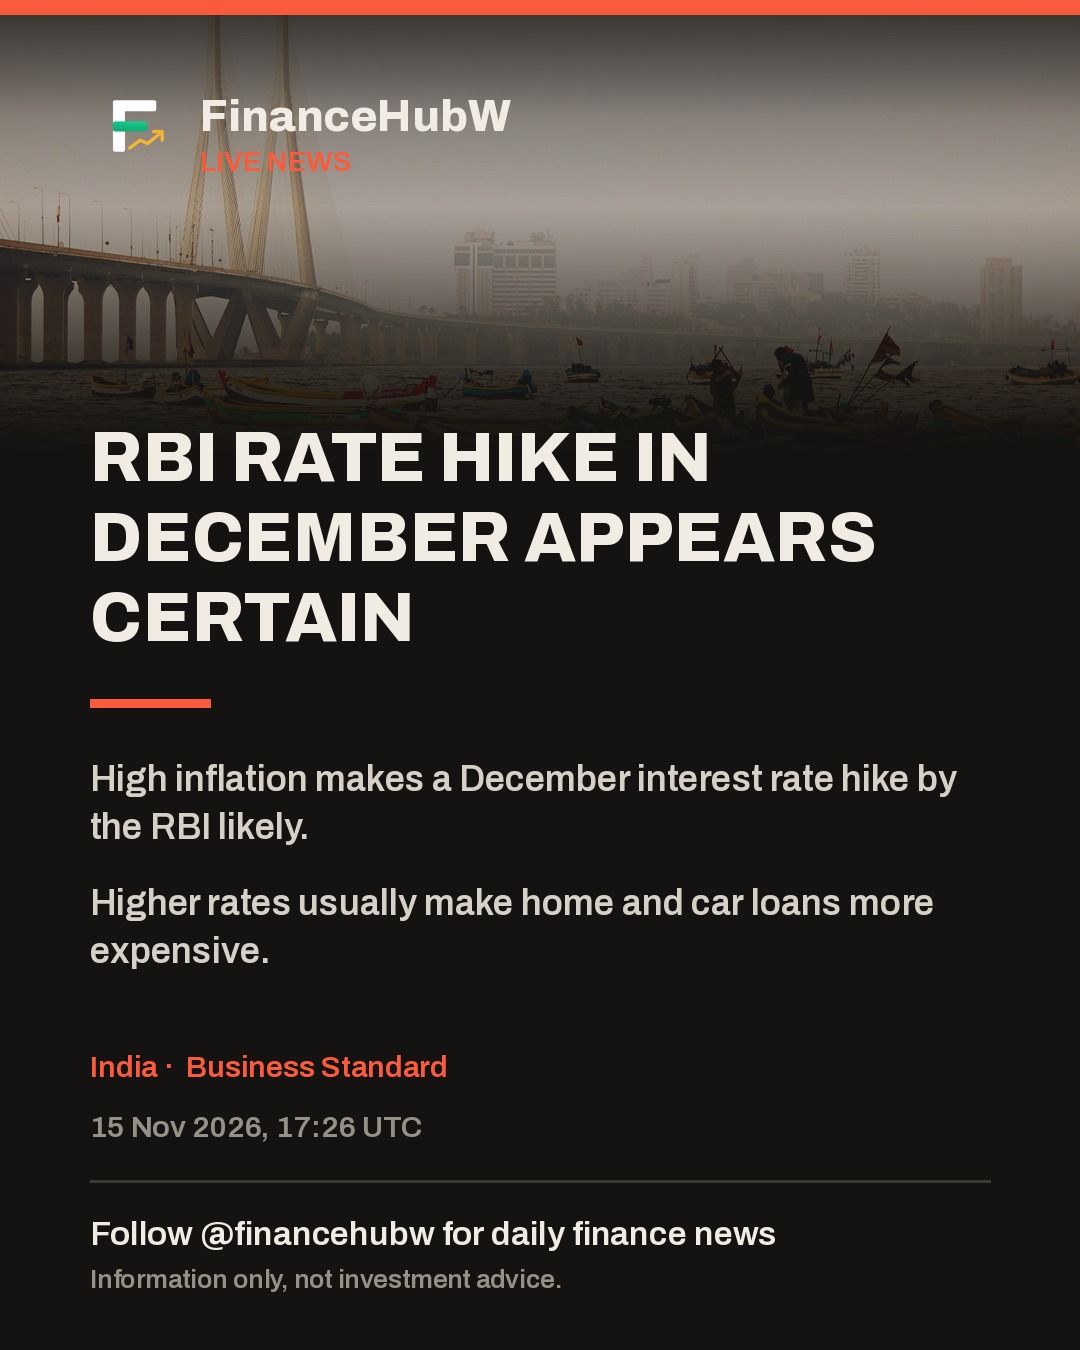 FinanceHubW
LIVE NEWS
RBI RATE HIKE IN
DECEMBER APPEARS
CERTAIN
High inflation makes a December interest rate hike by
the RBI likely.
Higher rates usually make home and car loans more
expensive.
India · Business Standard
15 Nov 2026, 17:26 UTC
Follow @financehubw for daily finance news
Information only, not investment advice.